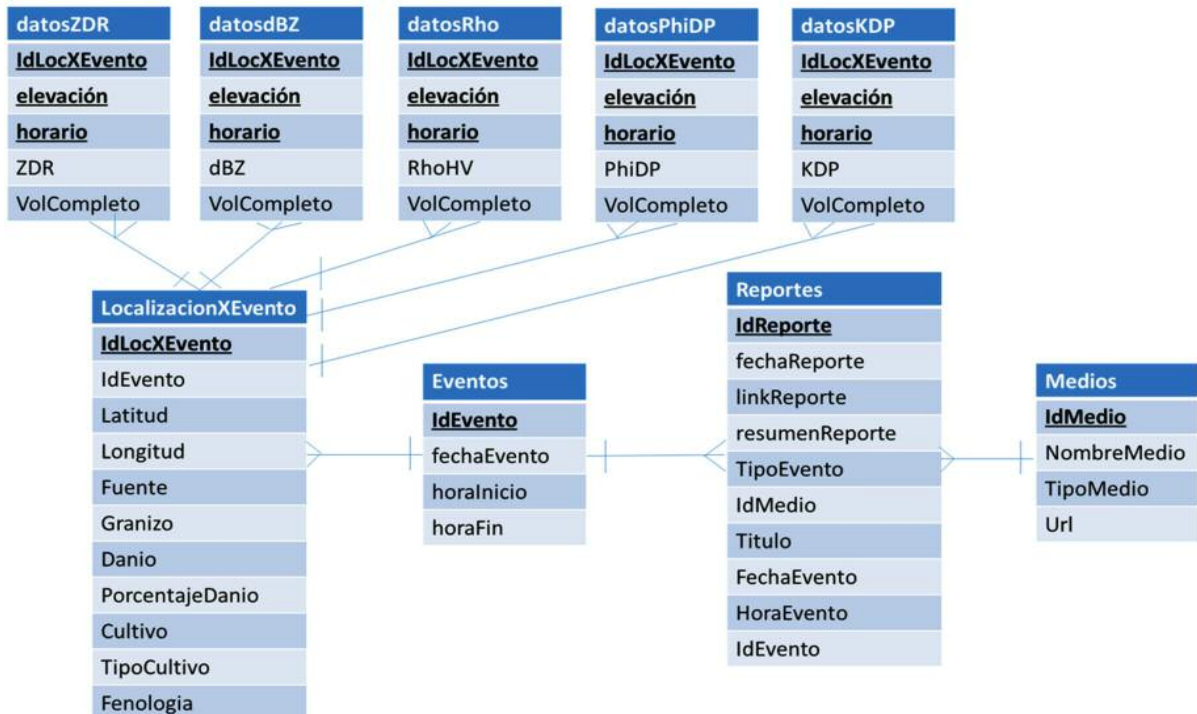 datosZDR
IdLocXEvento
elevación
horario
ZDR
VolCompleto
datosdBZ
IdLocXEvento
elevación
horario
dBZ
VolCompleto
datosRho
IdLocXEvento
elevación
horario
RhoHV
VolCompleto
datosPhiDP
IdLocXEvento
elevación
horario
PhiDP
VolCompleto
datosKDP
IdLocXEvento
elevación
horario
KDP
VolCompleto
LocalizacionXEvento
IdLocXEvento
IdEvento
Latitud
Longitud
Fuente
Granizo
Danio
PorcentajeDanio
Cultivo
TipoCultivo
Fenologia
Eventos
IdEvento
fechaEvento
horaInicio
horaFin
Reportes
IdReporte
fechaReporte
linkReporte
resumenReporte
TipoEvento
IdMedio
Titulo
FechaEvento
HoraEvento
IdEvento
Medios
IdMedio
NombreMedio
TipoMedio
Url